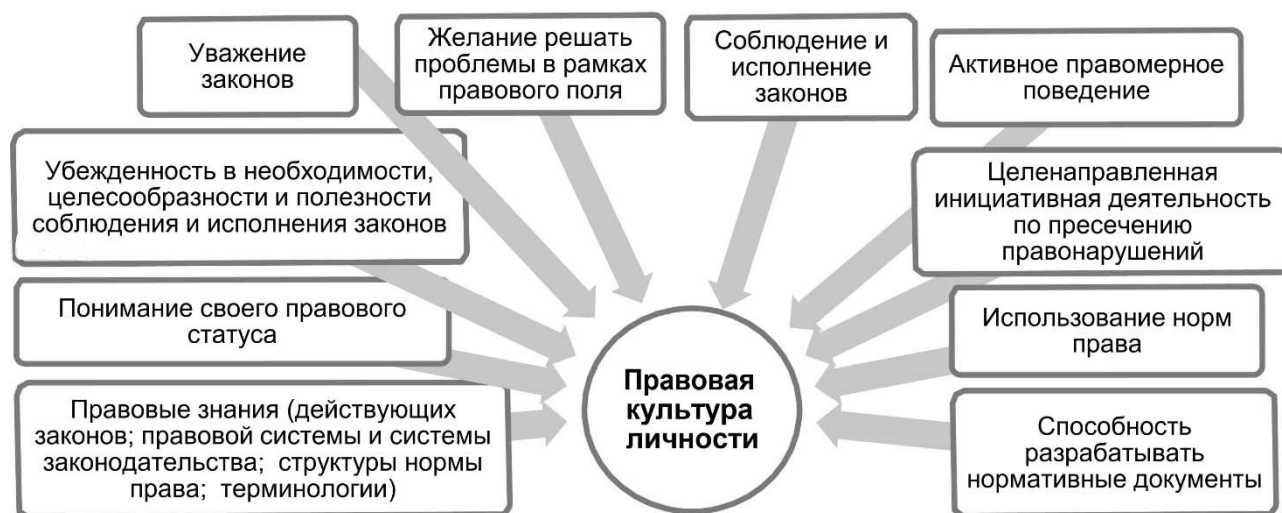 Уважение
законов
Желание решать
проблемы в рамках
правового поля
Соблюдение и
исполнение
законов
Активное правомерное
поведение
Убежденность в необходимости,
целесообразности и полезности
соблюдения и исполнения законов
Целенаправленная
инициативная деятельность
по пресечению
правонарушений
Понимание своего правового
статуса
Использование норм
права
Правовые знания (действующих
законов; правовой системы и системы
законодательства; структуры нормы
права; терминологии)
Правовая
культура
личности
Способность
разрабатывать
нормативные документы